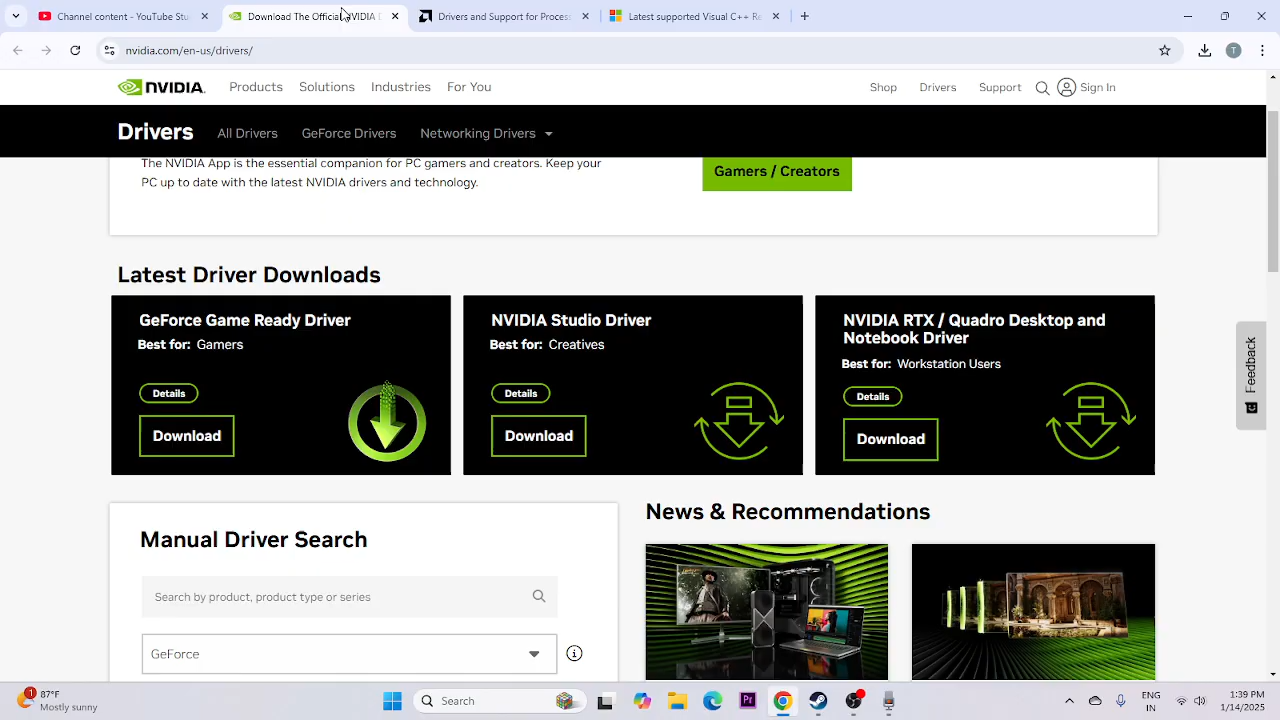 Channel content - YouTube S
Download The Official NVIDIA D
Drivers and Support for Process
Latest supported Visual C++ Re
nvidia.com/en-us/drivers/
T
NVIDIA.
Products
Solutions
Industries
For You
Shop
Drivers
Support
Sign In
Drivers
All Drivers
GeForce Drivers
Networking Drivers
The NVIDIA App is the essential companion for PC gamers and creators. Keep your
PC up to date with the latest NVIDIA drivers and technology.
Gamers / Creators
Latest Driver Downloads
GeForce Game Ready Driver
Best for: Gamers
Details
Download
NVIDIA Studio Driver
Best for: Creatives
Details
Download
NVIDIA RTX / Quadro Desktop and
Notebook Driver
Best for: Workstation Users
Details
Download
Feedback
Manual Driver Search
Search by product, product type or series
GeForce
News & Recommendations
1
87°F
Mostly sunny
Search
Pr
ENG
IN
1:39 PM
1/14/2025